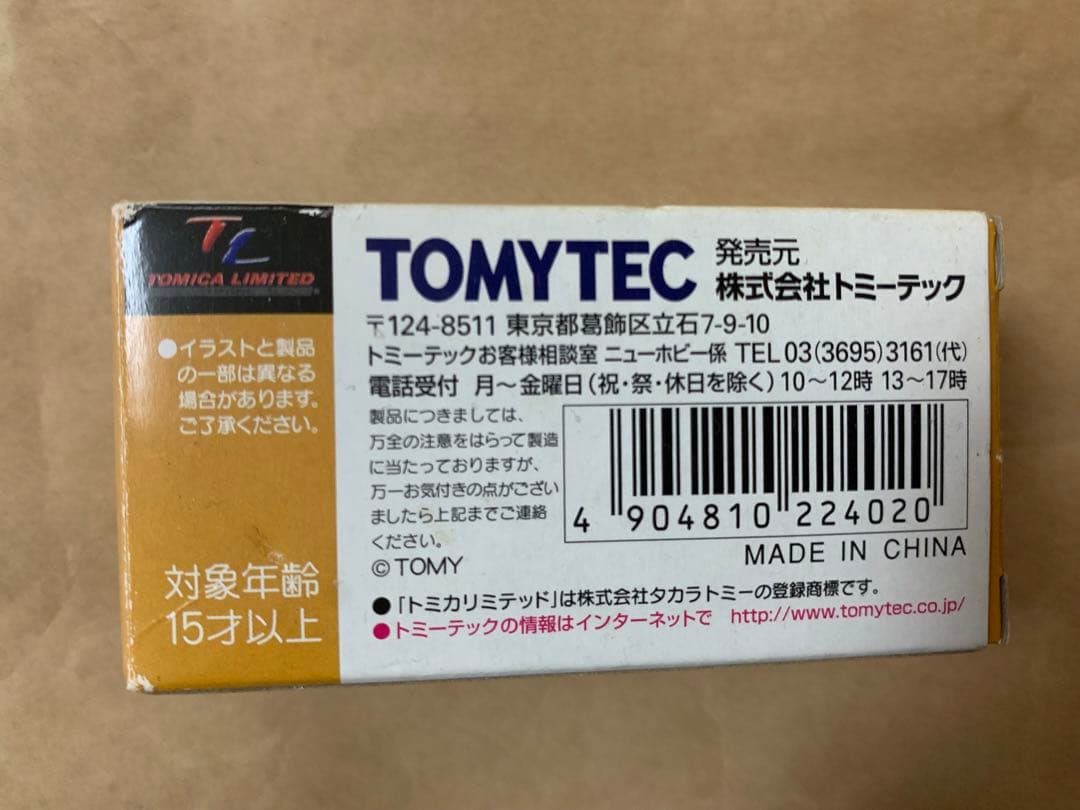 TL
TOMICA LIMITED
●イラストと製品
の一部は異なる
場合があります。
ご了承ください。
対象年齢
15才以上
TOMYTEC
発売元
株式会社トミーテック
〒124-8511 東京都葛飾区立石7-9-10
トミーテックお客様相談室 ニューホビー係 TEL 03(3695)3161(代)
電話受付 月～金曜日(祝・祭・休日を除く)10～12時 13～17時
製品につきましては、
万全の注意をはらって製造
に当たっておりますが、
万一お気付きの点がござい
ましたら上記までご連絡
ください。
©TOMY
4 904810 224020
MADE IN CHINA
●「トミカリミテッド」は株式会社タカラトミーの登録商標です。
●トミーテックの情報はインターネットで http://www.tomytec.co.jp/